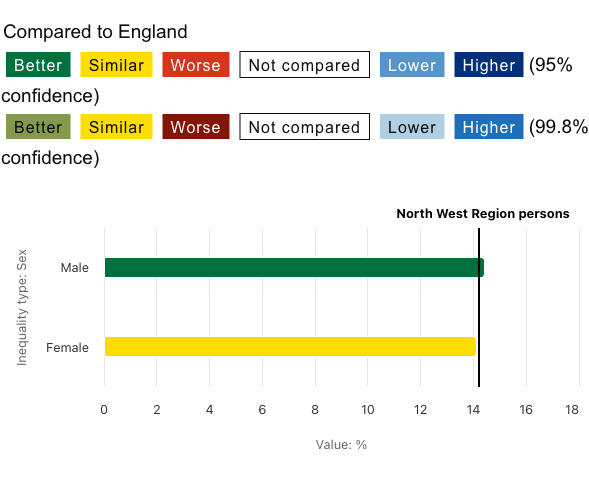 Compared to England
Better Similar Worse Not compared Lower Higher (95%
confidence)
Better Similar Worse Not compared Lower Higher (99.8%
confidence)
North West Region persons
Inequality type: Sex
Male
Female
0 2 4 6 8 10 12 14 16 18
Value: %